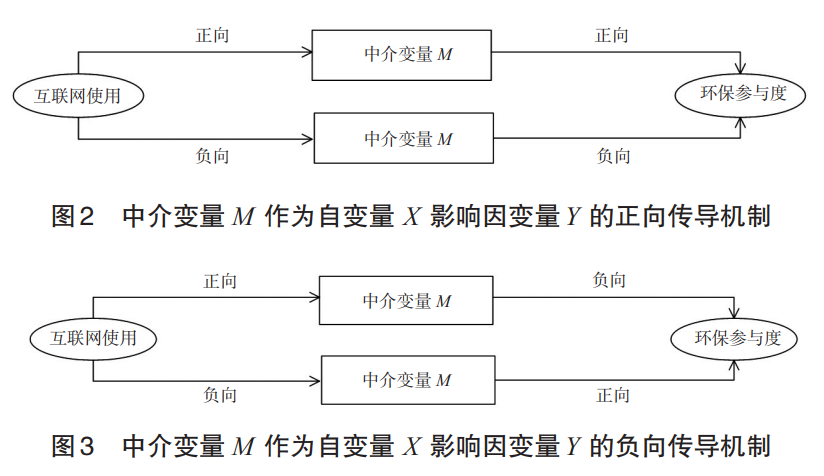 正向 正向
中介变量 M
互联网使用 环保参与度
中介变量 M
负向 负向
图2 中介变量 M 作为自变量 X 影响因变量 Y 的正向传导机制
正向 负向
中介变量 M
互联网使用 环保参与度
中介变量 M
负向 正向
图3 中介变量 M 作为自变量 X 影响因变量 Y 的负向传导机制